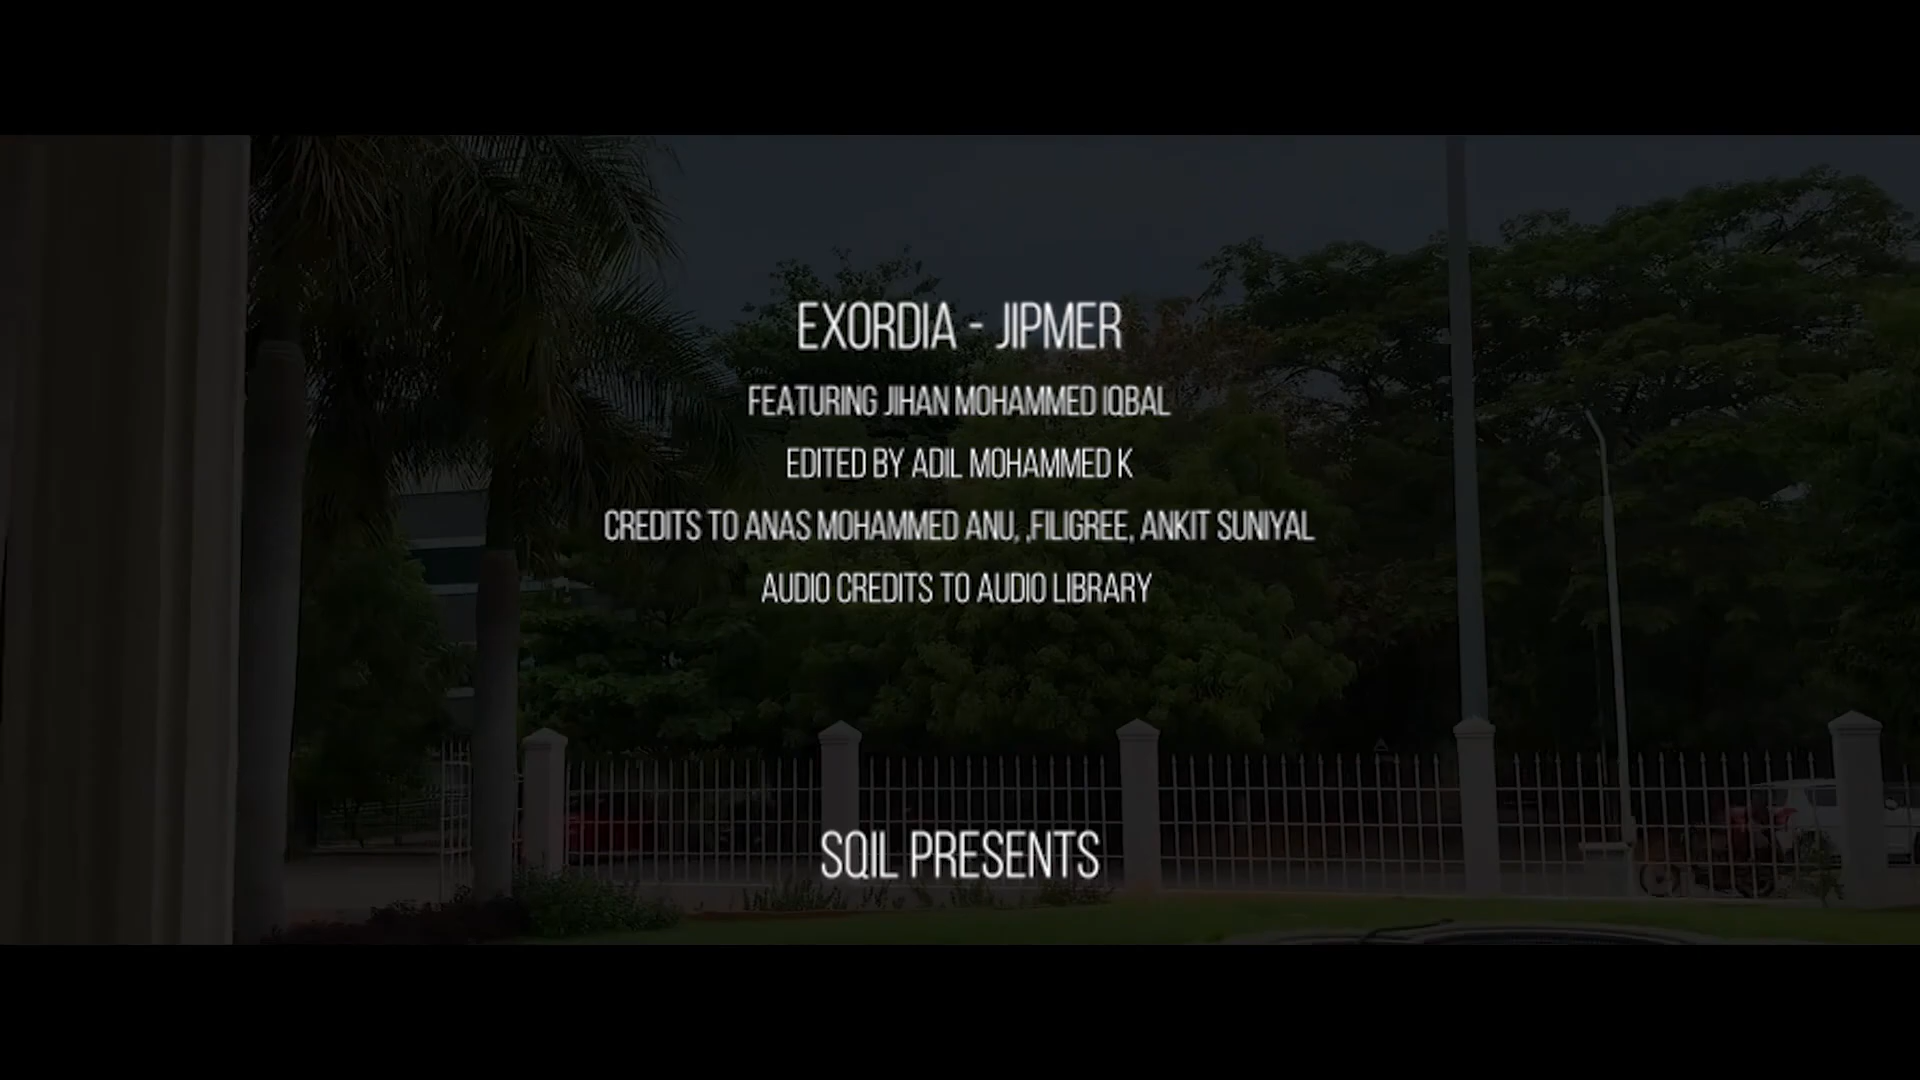 EXORDIA - JIPMER
FEATURING JIHAN MOHAMMED IQBAL
EDITED BY ADIL MOHAMMED K
CREDITS TO ANAS MOHAMMED ANU, ,FILIGREE, ANKIT SUNIYAL
AUDIO CREDITS TO AUDIO LIBRARY
SQIL PRESENTS